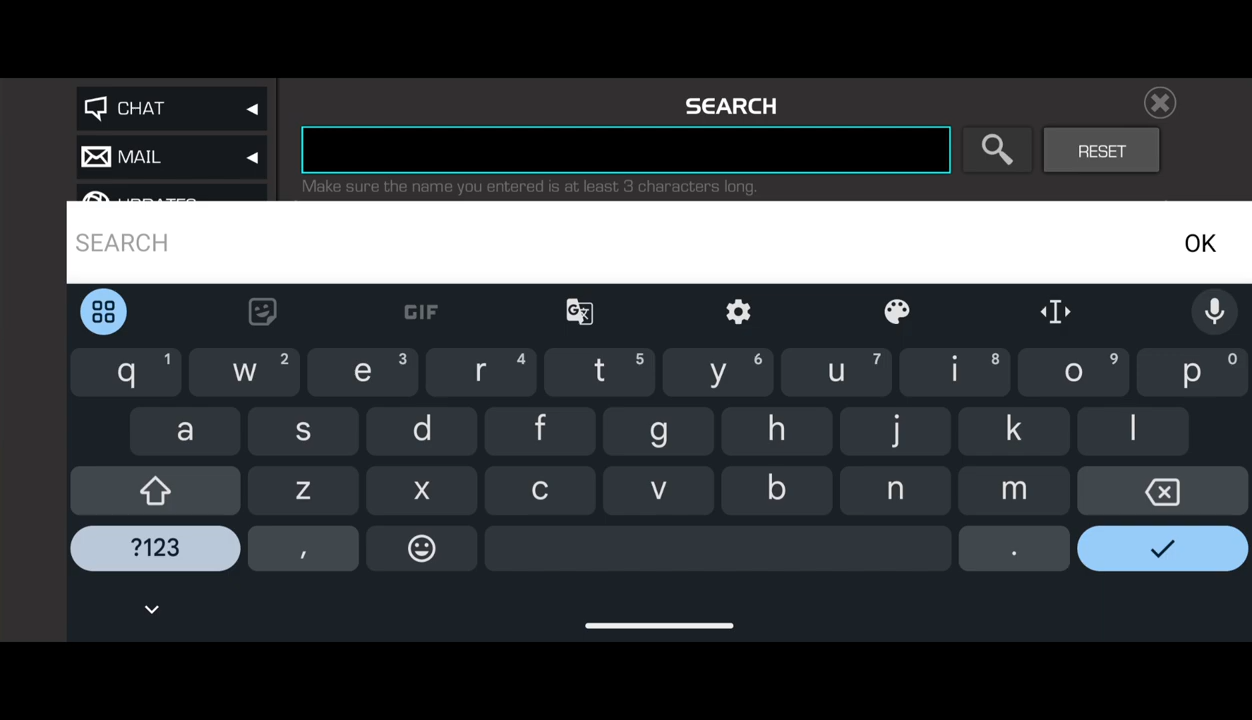 CHAT
MAIL
SEARCH
RESET
Make sure the name you entered is at least 3 characters long.
UPDATES
SEARCH
OK
GIF
q 1 w 2 e 3 r 4 t 5 y 6 u 7 i 8 o 9 p 0
a s d f g h j k l
z x c v b n m
?123 , .